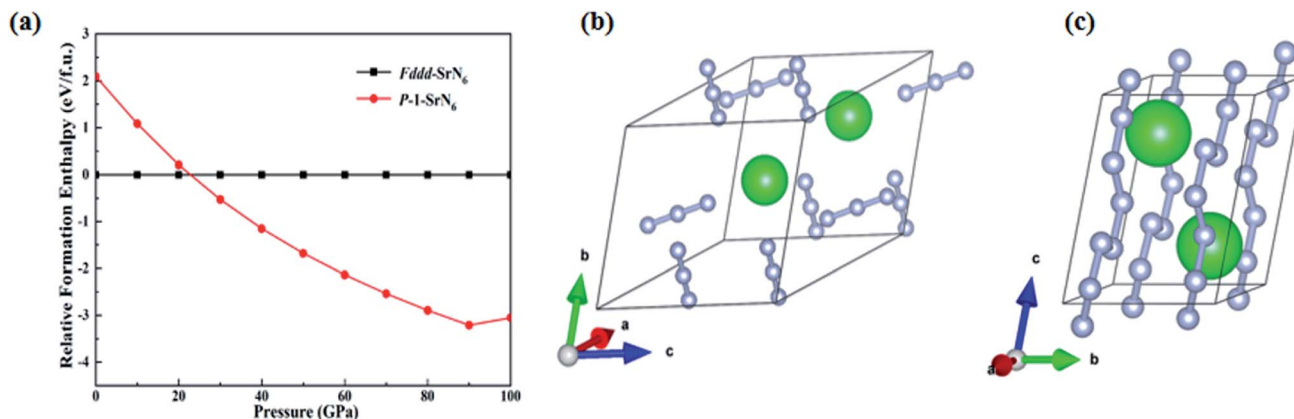 (a)
Relative Formation Enthalpy (eV/f.u.)
3
2
1
0
-1
-2
-3
-4
Fddd-SrN₆
P-1-SrN₆
0 20 40 60 80 100
Pressure (GPa)
(b)
b
a
c
(c)
c
a
b